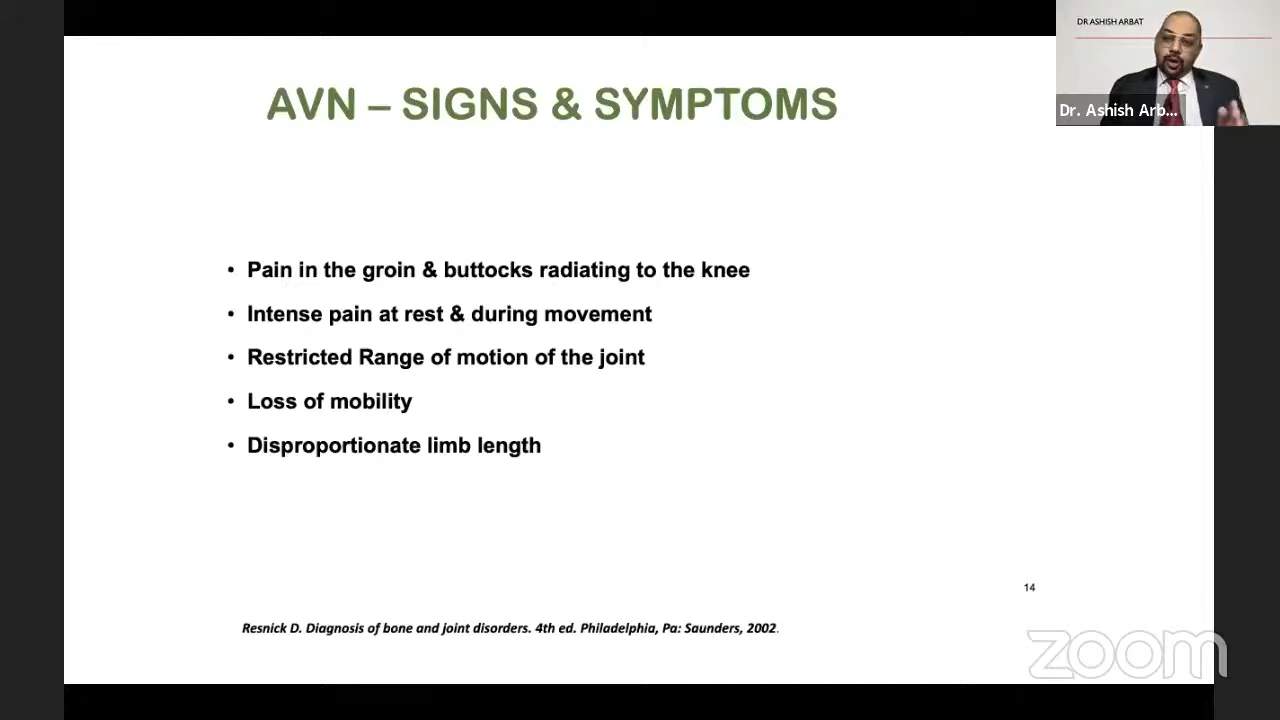 DR ASHISH ARBAT
Dr. Ashish Arb...
AVN – SIGNS & SYMPTOMS
• Pain in the groin & buttocks radiating to the knee
• Intense pain at rest & during movement
• Restricted Range of motion of the joint
• Loss of mobility
• Disproportionate limb length
14
Resnick D. Diagnosis of bone and joint disorders. 4th ed. Philadelphia, Pa: Saunders, 2002.
zoom